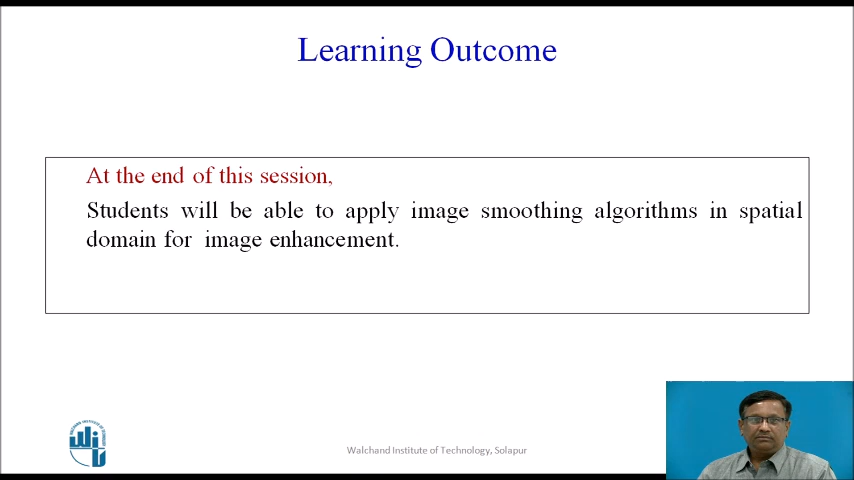 Learning Outcome
At the end of this session,
Students will be able to apply image smoothing algorithms in spatial
domain for image enhancement.
Walchand Institute of Technology, Solapur